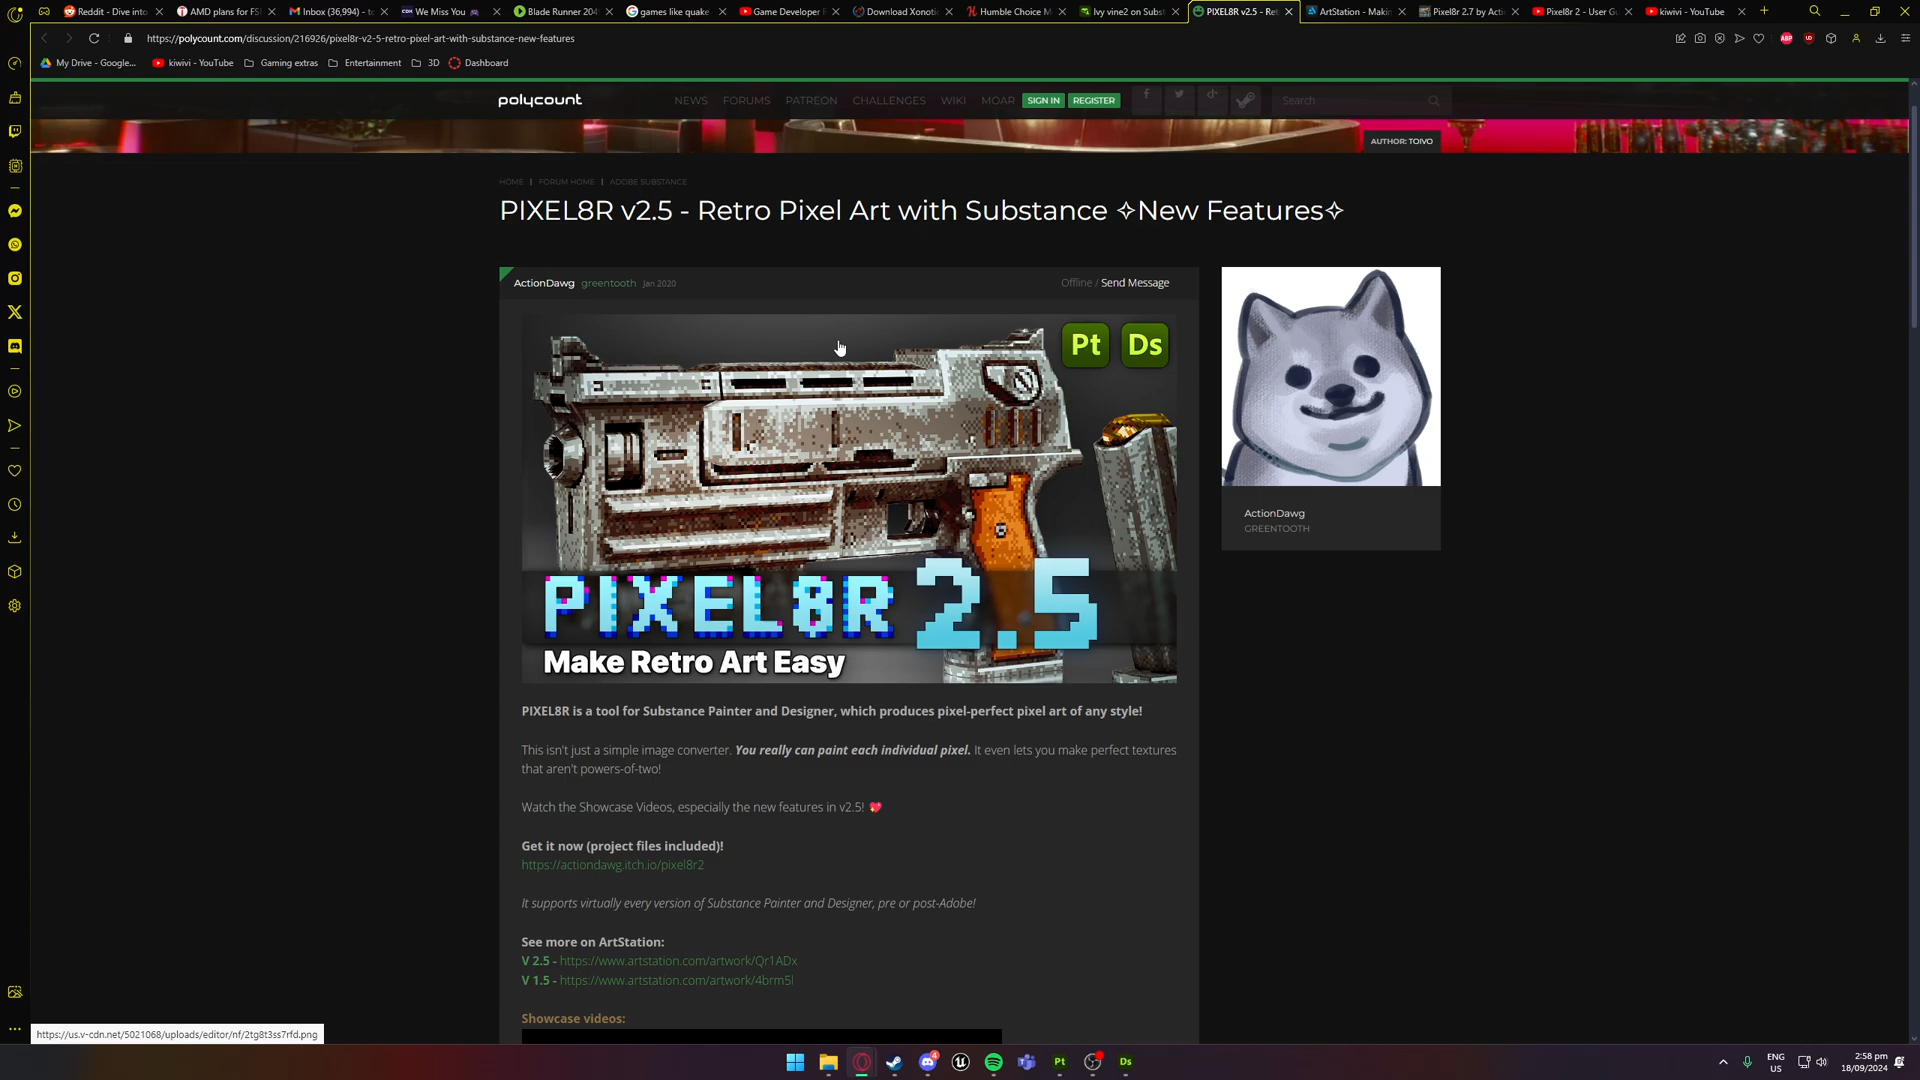 Reddit - Dive into
AMD plans for FS
Inbox (36,994) - to
CDK We Miss You
Blade Runner 204
games like quake
Game Developer
Download Xonoti
Humble Choice M
Ivy vine2 on Subst
PIXEL8R v2.5 - Re
ArtStation - Maki
Pixel8r 2.7 by Acti
Pixel8r 2 - User Gu
kiwivi - YouTube
https://polycount.com/discussion/216926/pixel8r-v2-5-retro-pixel-art-with-substance-new-features
ABP
My Drive - Google...
kiwivi - YouTube
Gaming extras
Entertainment
3D
Dashboard
polycount
NEWS FORUMS PATREON CHALLENGES WIKI MOAR SIGN IN REGISTER Search
AUTHOR: TOIVO
HOME | FORUM HOME | ADOBE SUBSTANCE
PIXEL8R v2.5 - Retro Pixel Art with Substance ✧New Features✧
ActionDawg greentooth Jan 2020
Offline / Send Message
Pt Ds
PIXEL8R 2.5
Make Retro Art Easy
ActionDawg
GREENTOOTH
PIXEL8R is a tool for Substance Painter and Designer, which produces pixel-perfect pixel art of any style!
This isn't just a simple image converter. You really can paint each individual pixel. It even lets you make perfect textures
that aren't powers-of-two!
Watch the Showcase Videos, especially the new features in v2.5! 💖
Get it now (project files included)!
https://actiondawg.itch.io/pixel8r2
It supports virtually every version of Substance Painter and Designer, pre or post-Adobe!
See more on ArtStation:
V 2.5 - https://www.artstation.com/artwork/Qr1ADx
V 1.5 - https://www.artstation.com/artwork/4brm5l
Showcase videos:
https://us.v-cdn.net/5021068/uploads/editor/nf/2tg8t3ss7rfd.png
4
Pt
Ds
ENG
US
2:58 pm
18/09/2024